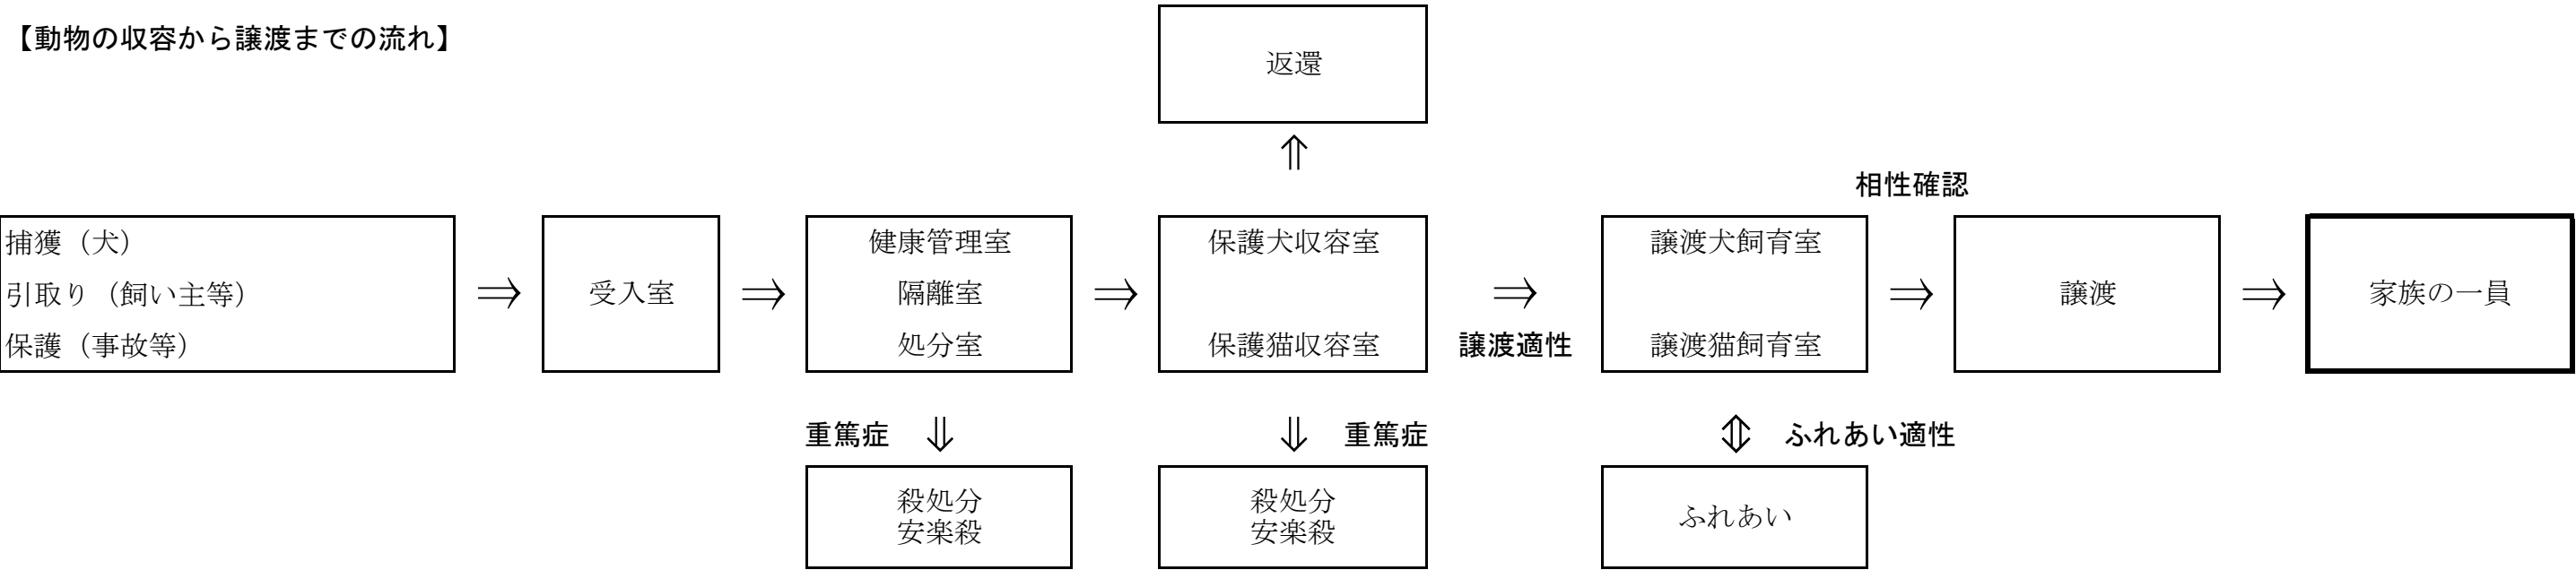 【動物の収容から譲渡までの流れ】
返還
⇑
相性確認
捕獲（犬）
引取り（飼い主等）
保護（事故等）
⇒
受入室
⇒
健康管理室
隔離室
処分室
⇒
保護犬収容室
保護猫収容室
⇒
譲渡適性
譲渡犬飼育室
譲渡猫飼育室
⇒
譲渡
⇒
家族の一員
重篤症 ⇓
⇓ 重篤症
⇕ ふれあい適性
殺処分
安楽殺
殺処分
安楽殺
ふれあい